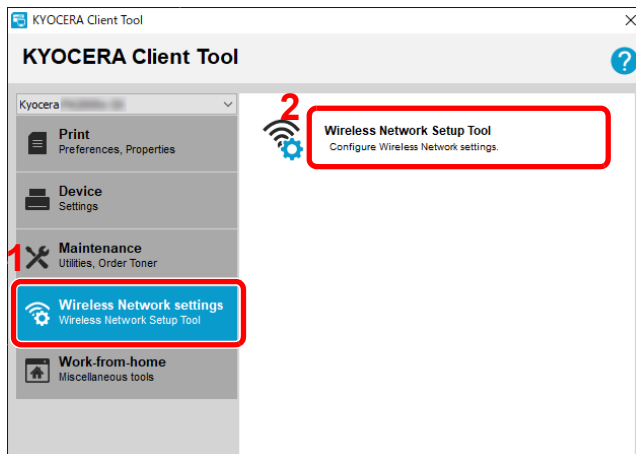 KYOCERA Client Tool
KYOCERA Client Tool
?
Kyocera
Print
Preferences, Properties
Device
Settings
1
Maintenance
Utilities, Order Toner
Wireless Network settings
Wireless Network Setup Tool
Work-from-home
Miscellaneous tools
2
Wireless Network Setup Tool
Configure Wireless Network settings.